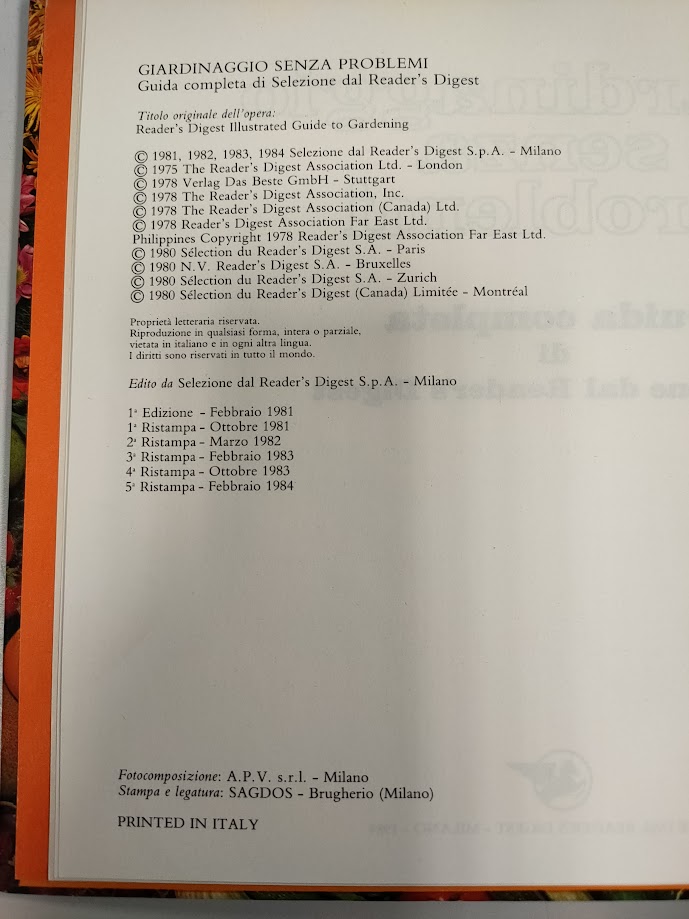 GIARDINAGGIO SENZA PROBLEMI
Guida completa di Selezione dal Reader's Digest
Titolo originale dell'opera:
Reader's Digest Illustrated Guide to Gardening
© 1981, 1982, 1983, 1984 Selezione dal Reader's Digest S.p.A. - Milano
© 1975 The Reader's Digest Association Ltd. - London
© 1978 Verlag Das Beste GmbH - Stuttgart
© 1978 The Reader's Digest Association, Inc.
© 1978 The Reader's Digest Association (Canada) Ltd.
© 1978 Reader's Digest Association Far East Ltd.
Philippines Copyright 1978 Reader's Digest Association Far East Ltd.
© 1980 Sélection du Reader's Digest S.A. - Paris
© 1980 N.V. Reader's Digest S.A. - Bruxelles
© 1980 Sélection du Reader's Digest S.A. - Zurich
© 1980 Sélection du Reader's Digest (Canada) Limitée - Montréal
Proprietà letteraria riservata.
Riproduzione in qualsiasi forma, intera o parziale,
vietata in italiano e in ogni altra lingua.
I diritti sono riservati in tutto il mondo.
Edito da Selezione dal Reader's Digest S.p.A. - Milano
1ª Edizione - Febbraio 1981
1ª Ristampa - Ottobre 1981
2ª Ristampa - Marzo 1982
3ª Ristampa - Febbraio 1983
4ª Ristampa - Ottobre 1983
5ª Ristampa - Febbraio 1984
Fotocomposizione: A.P.V. s.r.l. - Milano
Stampa e legatura: SAGDOS - Brugherio (Milano)
PRINTED IN ITALY